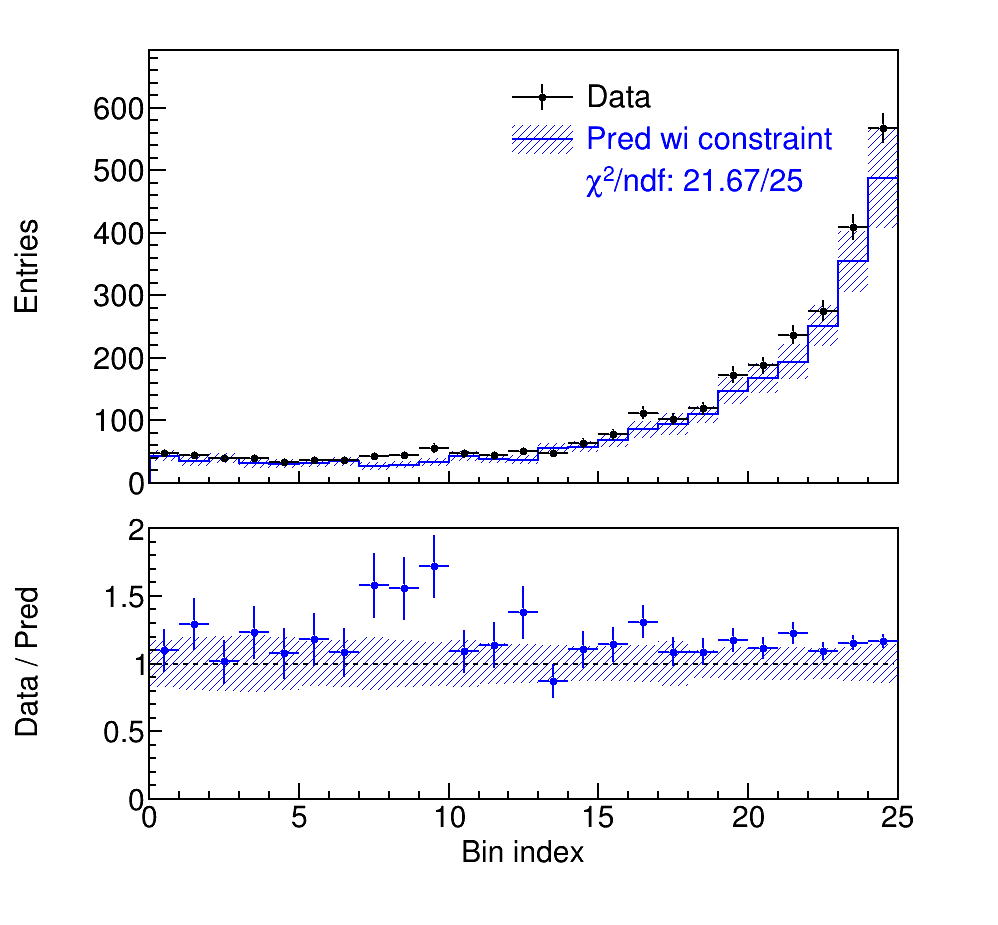 600
500
400
300
200
100
0
Entries
Data
Pred wi constraint
χ²/ndf: 21.67/25
2
1.5
1
0.5
0
Data / Pred
0 5 10 15 20 25
Bin index